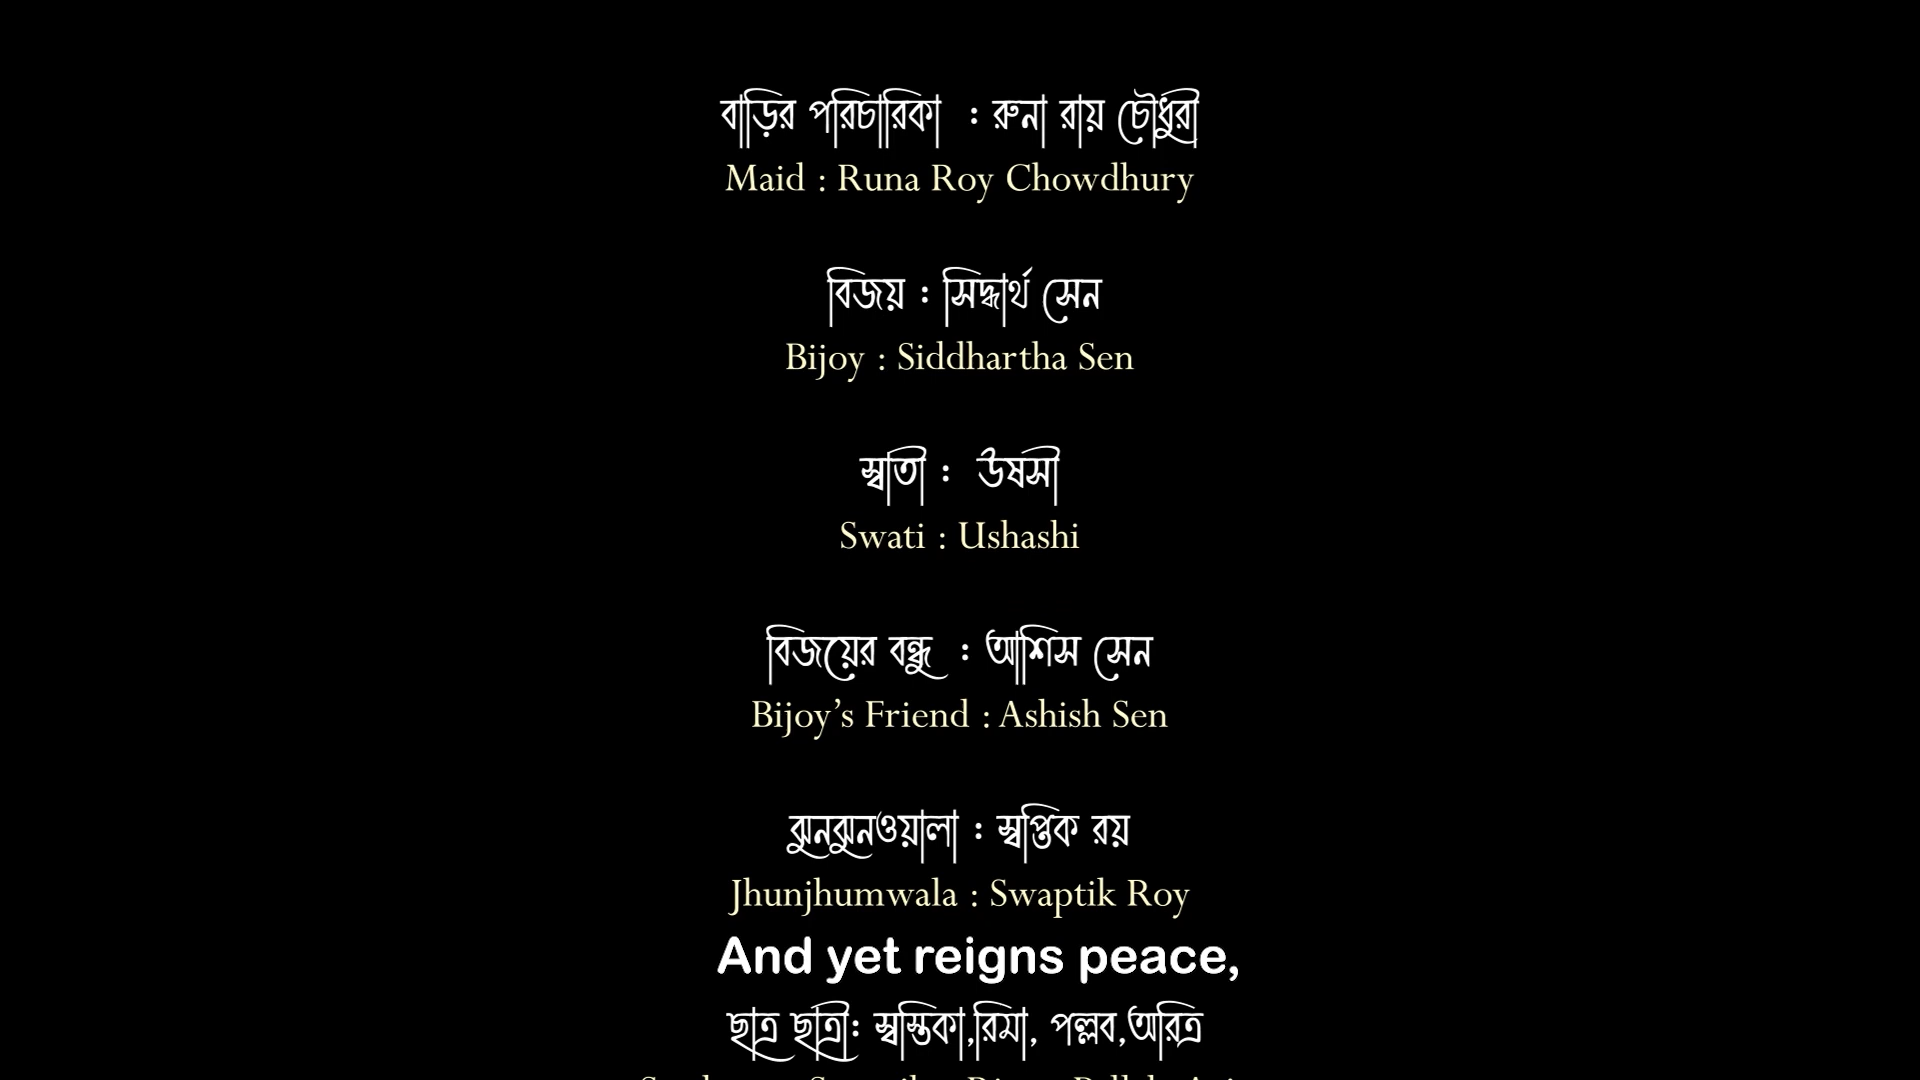 বাড়ির পরিচারিকা : রুনা রায় চৌধুরী
Maid : Runa Roy Chowdhury
বিজয় : সিদ্ধার্থ সেন
Bijoy : Siddhartha Sen
স্বাতী : উষসী
Swati : Ushashi
বিজয়ের বন্ধু : আশিস সেন
Bijoy’s Friend : Ashish Sen
ঝুনঝুনওয়ালা : স্বপ্তিক রয়
Jhunjhumwala : Swaptik Roy
And yet reigns peace,
ছাত্র ছাত্রী: স্বস্তিকা,রিমা, পল্লব,অরিত্র